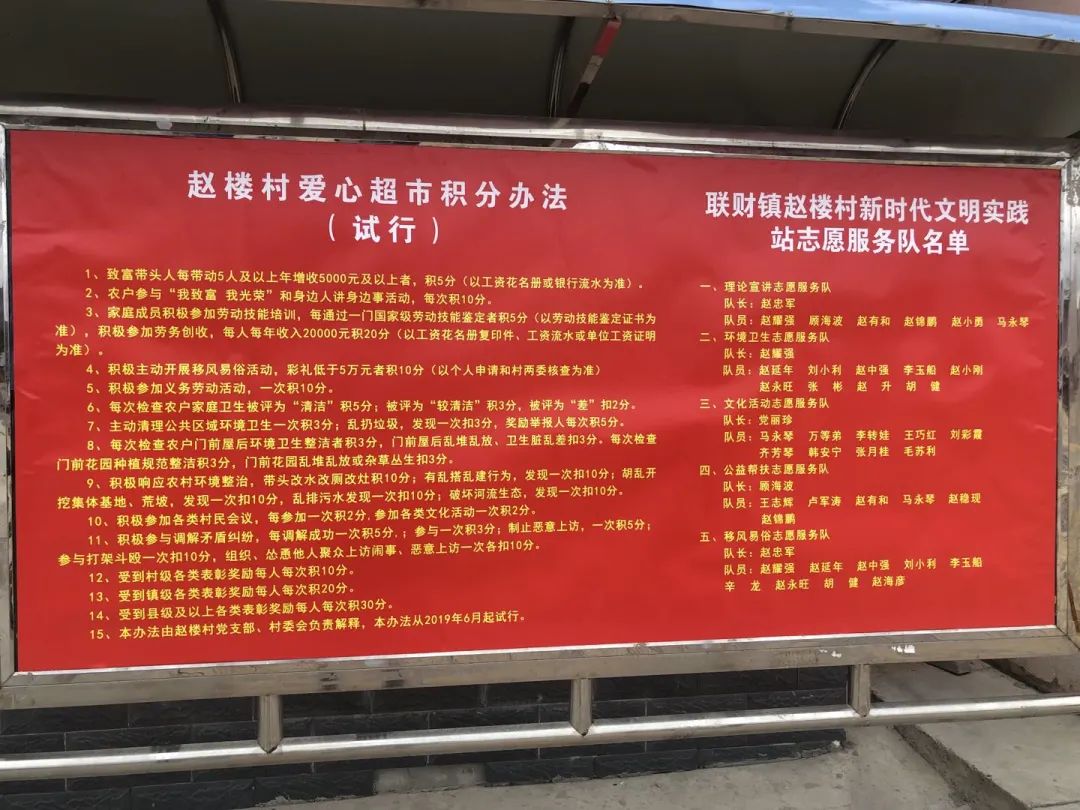 赵楼村爱心超市积分办法
（试行）
1、致富带头人每带动5人及以上年增收5000元及以上者，积5分（以工资花名册或银行流水为准）。
2、农户参与“我致富 我光荣”和身边人讲身边事活动，每次积10分。
3、家庭成员积极参加劳动技能培训，每通过一门国家级劳动技能鉴定者积5分（以劳动技能鉴定证书为
准），积极参加劳务创收，每人每年收入20000元积20分（以工资花名册复印件、工资流水或单位工资证明
为准）。
4、积极主动开展移风易俗活动，彩礼低于5万元者积10分（以个人申请和村两委核查为准）
5、积极参加义务劳动活动，一次积10分。
6、每次检查农户家庭卫生被评为“清洁”积5分；被评为“较清洁”积3分，被评为“差”扣2分。
7、主动清理公共区域环境卫生一次积3分；乱扔垃圾，发现一次扣3分，奖励举报人每次积5分。
8、每次检查农户门前屋后环境卫生整洁者积3分，门前屋后乱堆乱放、卫生脏乱差扣3分。每次检查
门前花园种植规范整洁积3分，门前花园乱堆乱放或杂草丛生扣3分。
9、积极响应农村环境整治，带头改水改厕改灶积10分；有乱搭乱建行为，发现一次扣10分；胡乱开
挖集体基地、荒坡，发现一次扣10分，乱排污水发现一次扣10分；破坏河流生态，发现一次扣10分。
10、积极参加各类村民会议，每参加一次积2分,参加各类文化活动一次积2分。
11、积极参与调解矛盾纠纷，每调解成功一次积5分.；参与一次积3分；制止恶意上访，一次积5分；
参与打架斗殴一次扣10分，组织、怂恿他人聚众上访闹事、恶意上访一次各扣10分。
12、受到村级各类表彰奖励每人每次积10分。
13、受到镇级各类表彰奖励每人每次积20分。
14、受到县级及以上各类表彰奖励每人每次积30分。
15、本办法由赵楼村党支部、村委会负责解释，本办法从2019年6月起试行。
联财镇赵楼村新时代文明实践
站志愿服务队名单
一、理论宣讲志愿服务队
队长：赵忠军
队员：赵耀强 顾海波 赵有和 赵锦鹏 赵小勇 马永琴
二、环境卫生志愿服务队
队长：赵耀强
队员：赵延年 刘小利 赵中强 李玉船 赵小刚
赵永旺 张 彬 赵 升 胡 健
三、文化活动志愿服务队
队长：党丽珍
队员：马永琴 万等弟 李转娃 王巧红 刘彩霞
齐芳琴 韩安宁 张月桂 毛苏利
四、公益帮扶志愿服务队
队长：顾海波
队员：王志辉 卢军涛 赵有和 马永琴 赵稳现
赵锦鹏
五、移风易俗志愿服务队
队长：赵忠军
队员：赵耀强 赵延年 赵中强 刘小利 李玉船
辛 龙 赵永旺 胡 健 赵海彦